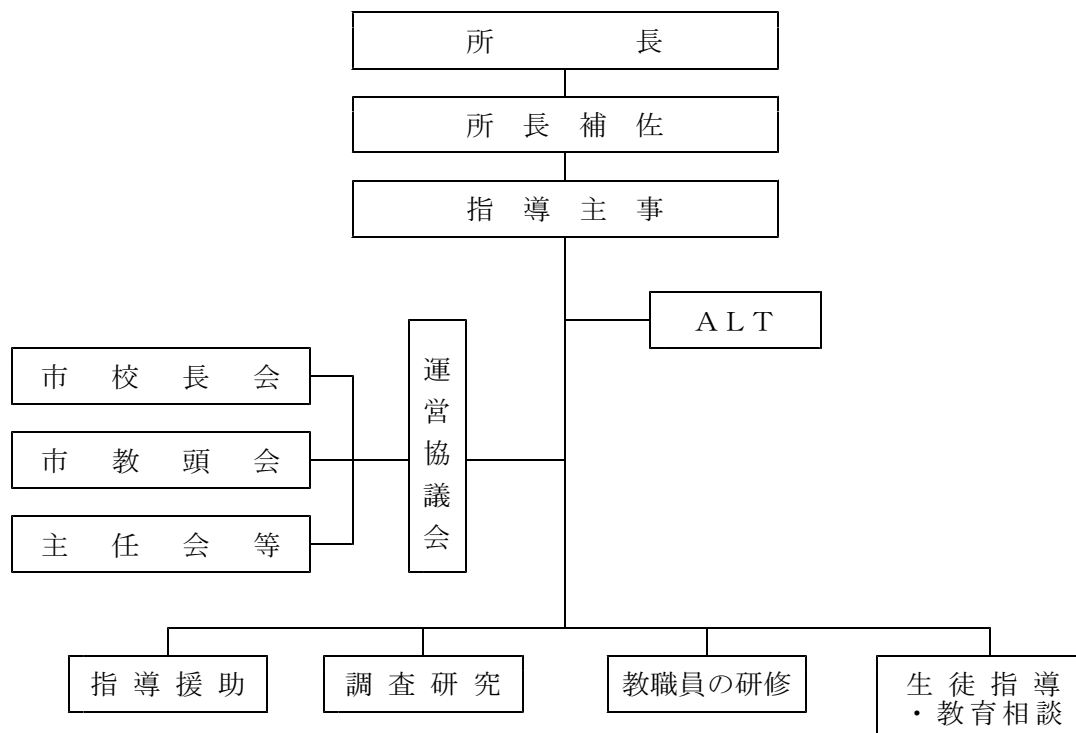 所長
所長補佐
指導主事
ALT
運営協議会
市校長会
市教頭会
主任会等
指導援助
調査研究
教職員の研修
生徒指導
・教育相談